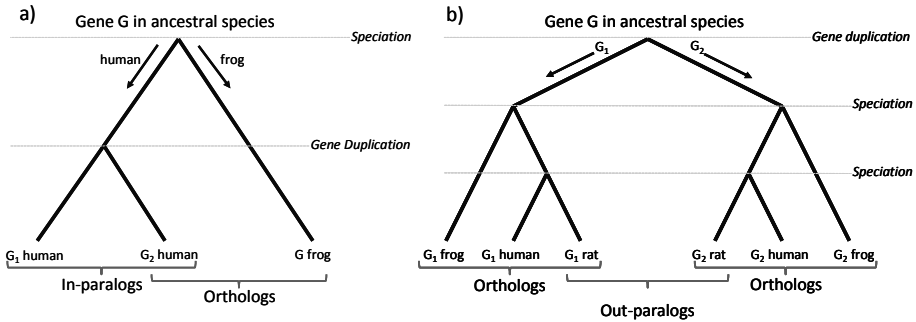 a)
Gene G in ancestral species
Speciation
human
frog
Gene Duplication
G₁ human
G₂ human
G frog
In-paralogs
Orthologs
b)
Gene G in ancestral species
Gene duplication
G₁
G₂
Speciation
Speciation
G₁ frog
G₁ human
G₁ rat
G₂ rat
G₂ human
G₂ frog
Orthologs
Orthologs
Out-paralogs